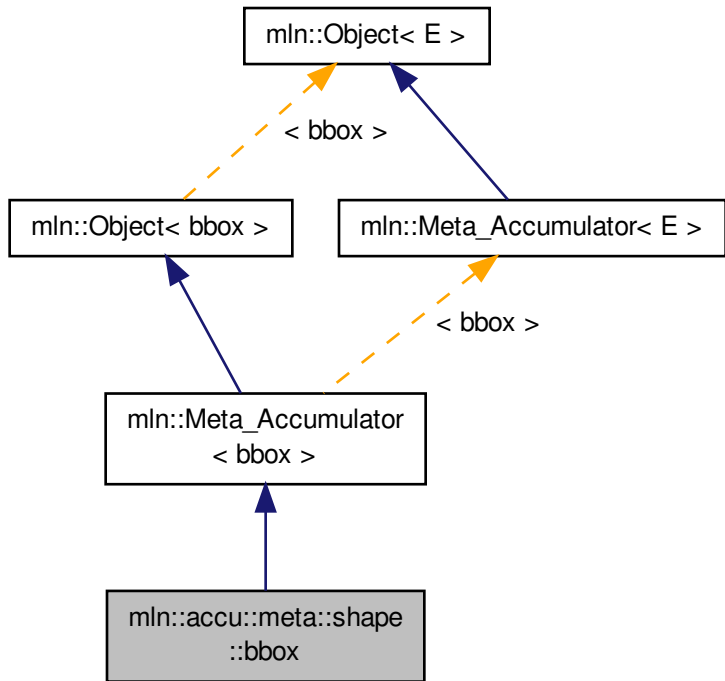 mln::Object< E >
< bbox >
mln::Object< bbox >
mln::Meta_Accumulator< E >
< bbox >
mln::Meta_Accumulator
< bbox >
mln::accu::meta::shape
::bbox